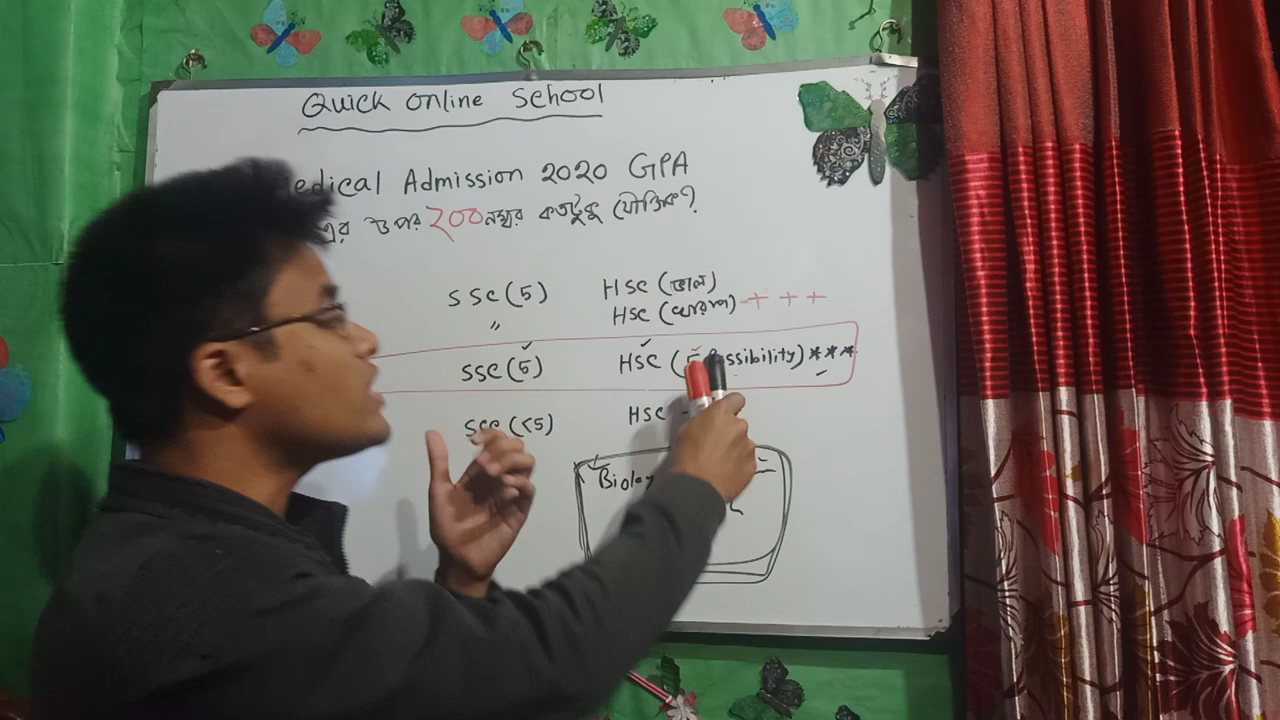 Quick Online School
edical Admission 2020 GPA
এর উপর ২০০ নম্বর কতটুকু যৌক্তিক?
SSC (5) HSC (ভাল)
" HSC (খারাপ) + + +
SSC (5) HSC (5 Possibility) ***
SSC (<5) HSC -
Biolo